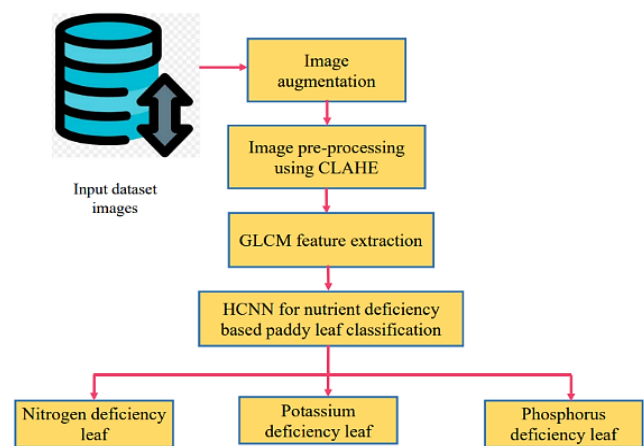 Image
augmentation
Image pre-processing
using CLAHE
Input dataset
images
GLCM feature extraction
HCNN for nutrient deficiency
based paddy leaf classification
Nitrogen deficiency
leaf
Potassium
deficiency leaf
Phosphorus
deficiency leaf